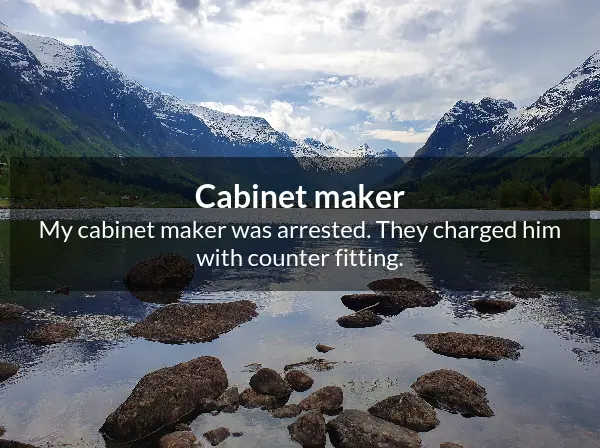 Cabinet maker
My cabinet maker was arrested. They charged him
with counter fitting.